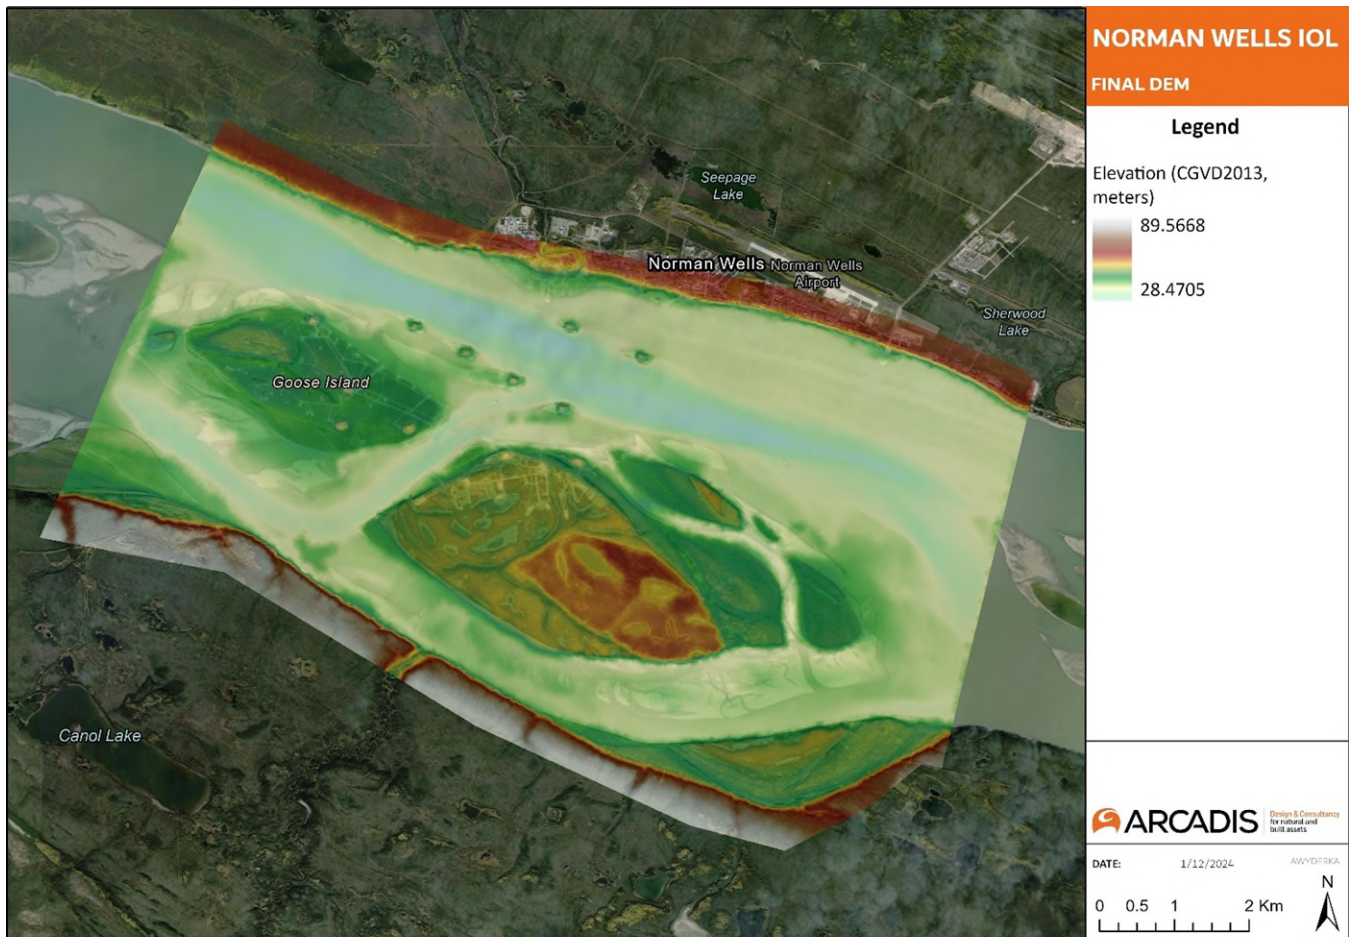 NORMAN WELLS IOL
FINAL DEM
Legend
Elevation (CGVD2013,
meters)
89.5668
28.4705
Seepage
Lake
Norman Wells
Norman Wells
Airport
Sherwood
Lake
Goose Island
Canol Lake
ARCADIS
Design & Consultancy
for natural and
built assets
DATE:
1/12/2024
AWYDERKA
N
0 0.5 1 2 Km